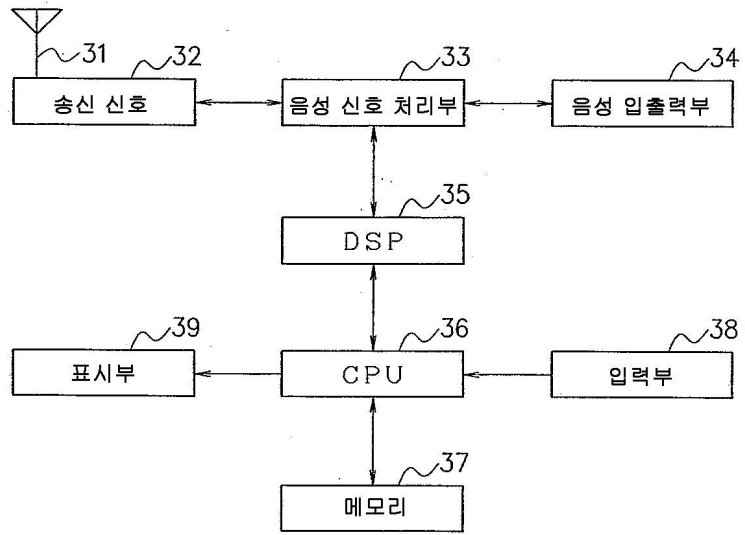 31
32
33
34
송신 신호
음성 신호 처리부
음성 입출력부
35
DSP
39
36
38
표시부
CPU
입력부
37
메모리